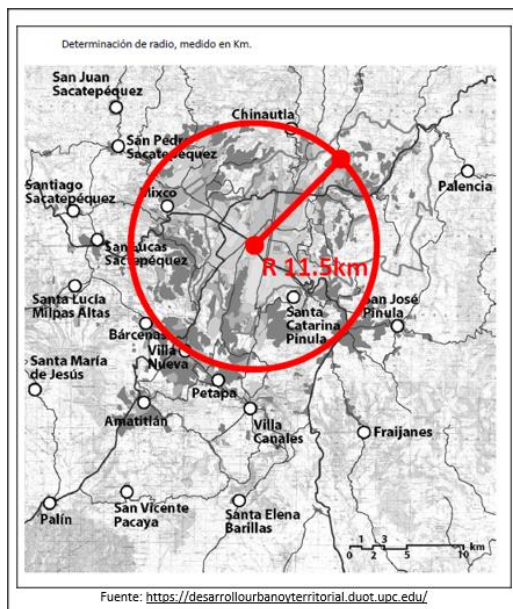 Determinación de radio, medido en Km.
San Juan
Sacatepéquez
Chinautla
San Pedro
Sacatepéquez
Palencia
Santiago
Sacatepéquez
Mixco
San Lucas
Sactepéquez
R 11.5km
Santa Lucía
Milpas Altas
Santa
Catarina
Pinula
San José
Pinula
Bárcenas
Villa
Nueva
Santa María
de Jesús
Petapa
Amatitlán
Villa
Canales
Fraijanes
Palín
San Vicente
Pacaya
Santa Elena
Barillas
1 3
0 2 5 10 km
Fuente: https://desarrollourbanoyterritorial.duot.upc.edu/